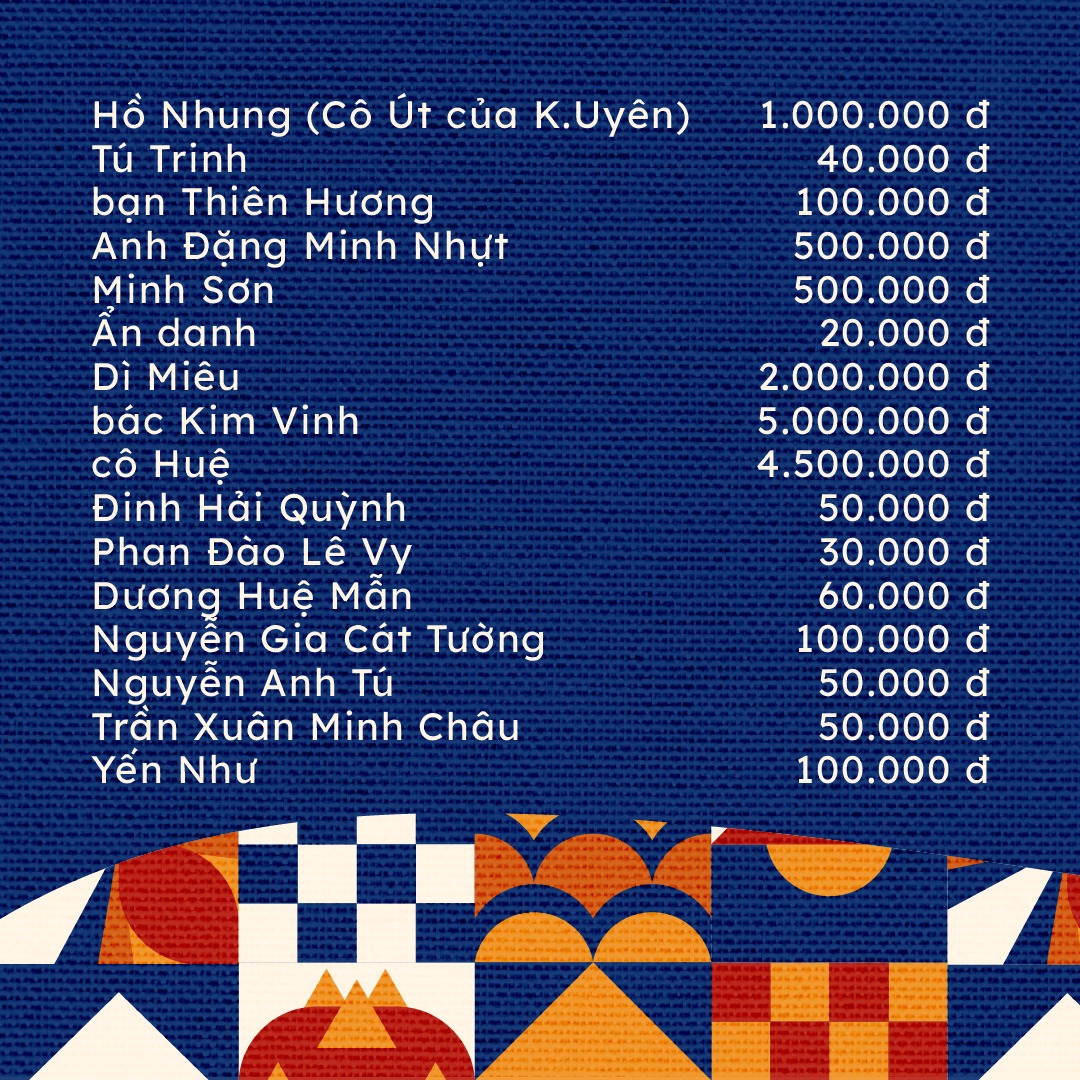 Hồ Nhung (Cô Út của K.Uyên) 1.000.000 đ
Tú Trinh 40.000 đ
bạn Thiên Hương 100.000 đ
Anh Đặng Minh Nhựt 500.000 đ
Minh Sơn 500.000 đ
Ẩn danh 20.000 đ
Dì Miêu 2.000.000 đ
bác Kim Vinh 5.000.000 đ
cô Huệ 4.500.000 đ
Đinh Hải Quỳnh 50.000 đ
Phan Đào Lê Vy 30.000 đ
Dương Huệ Mẫn 60.000 đ
Nguyễn Gia Cát Tường 100.000 đ
Nguyễn Anh Tú 50.000 đ
Trần Xuân Minh Châu 50.000 đ
Yến Như 100.000 đ